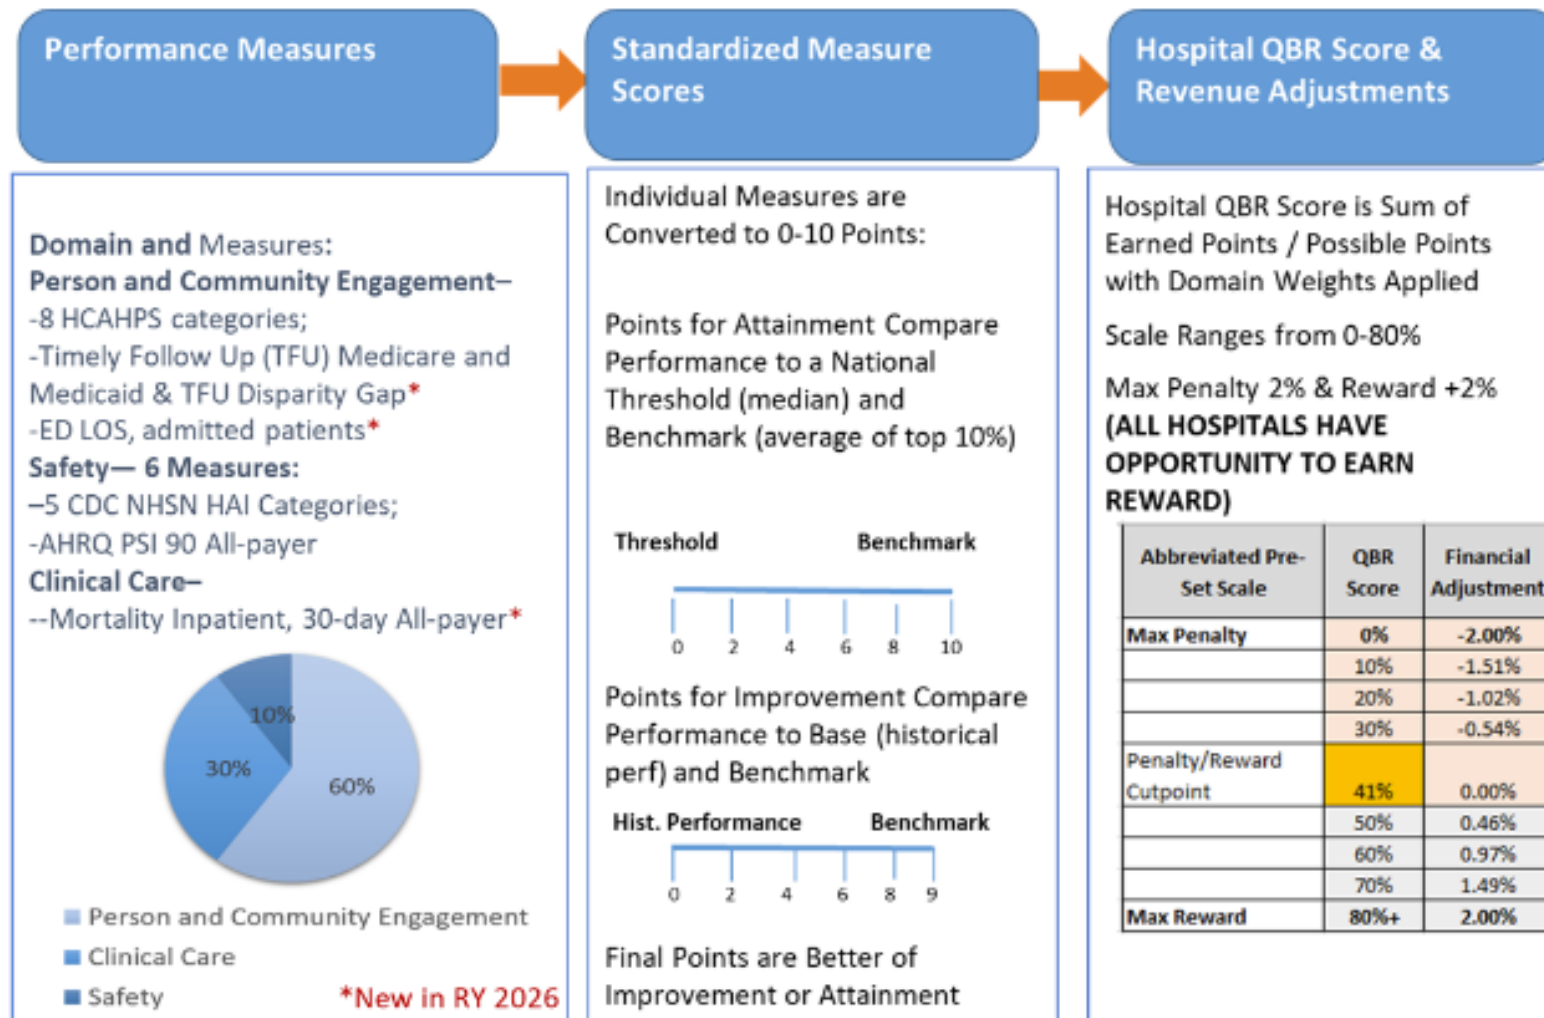 Performance Measures
Standardized Measure
Scores
Hospital QBR Score &
Revenue Adjustments
Domain and Measures:
Person and Community Engagement–
-8 HCAHPS categories;
-Timely Follow Up (TFU) Medicare and
Medicaid & TFU Disparity Gap*
-ED LOS, admitted patients*
Safety— 6 Measures:
–5 CDC NHSN HAI Categories;
-AHRQ PSI 90 All-payer
Clinical Care–
--Mortality Inpatient, 30-day All-payer*
10%
30%
60%
Person and Community Engagement
Clinical Care
Safety
*New in RY 2026
Individual Measures are
Converted to 0-10 Points:
Points for Attainment Compare
Performance to a National
Threshold (median) and
Benchmark (average of top 10%)
Threshold Benchmark
0 2 4 6 8 10
Points for Improvement Compare
Performance to Base (historical
perf) and Benchmark
Hist. Performance Benchmark
0 2 4 6 8 9
Final Points are Better of
Improvement or Attainment
Hospital QBR Score is Sum of
Earned Points / Possible Points
with Domain Weights Applied
Scale Ranges from 0-80%
Max Penalty 2% & Reward +2%
(ALL HOSPITALS HAVE
OPPORTUNITY TO EARN
REWARD)
Abbreviated Pre-
Set Scale
QBR
Score
Financial
Adjustment
Max Penalty 0% -2.00%
10% -1.51%
20% -1.02%
30% -0.54%
Penalty/Reward
Cutpoint 41% 0.00%
50% 0.46%
60% 0.97%
70% 1.49%
Max Reward 80%+ 2.00%